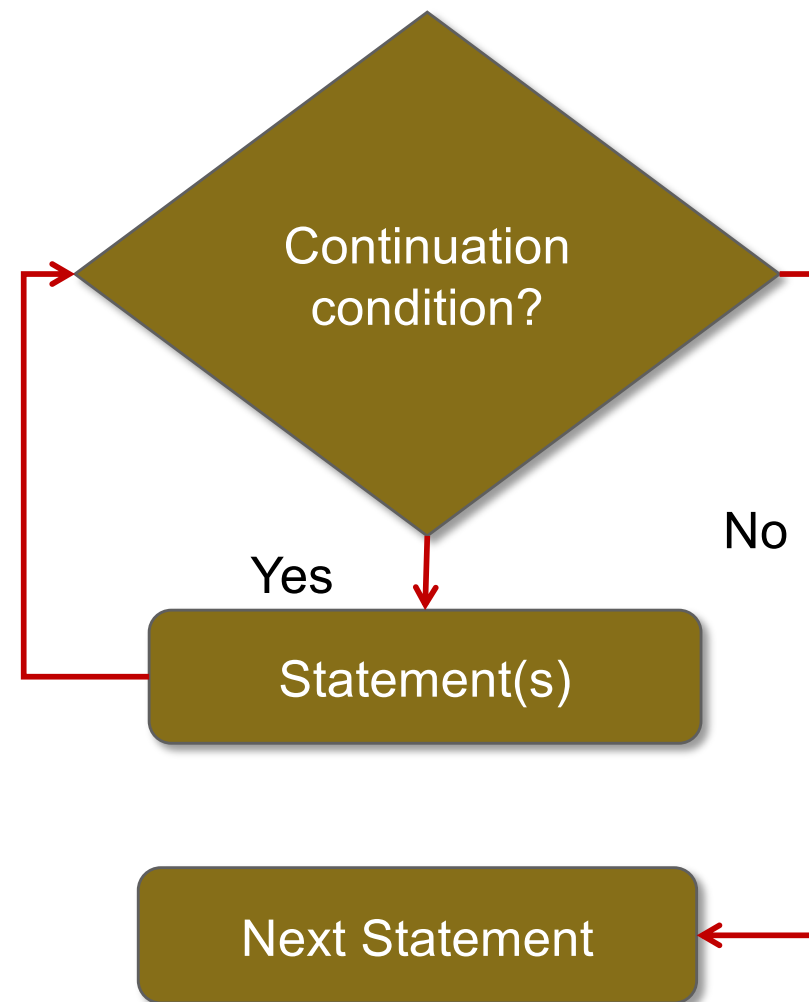 Continuation
condition?
No
Yes
Statement(s)
Next Statement